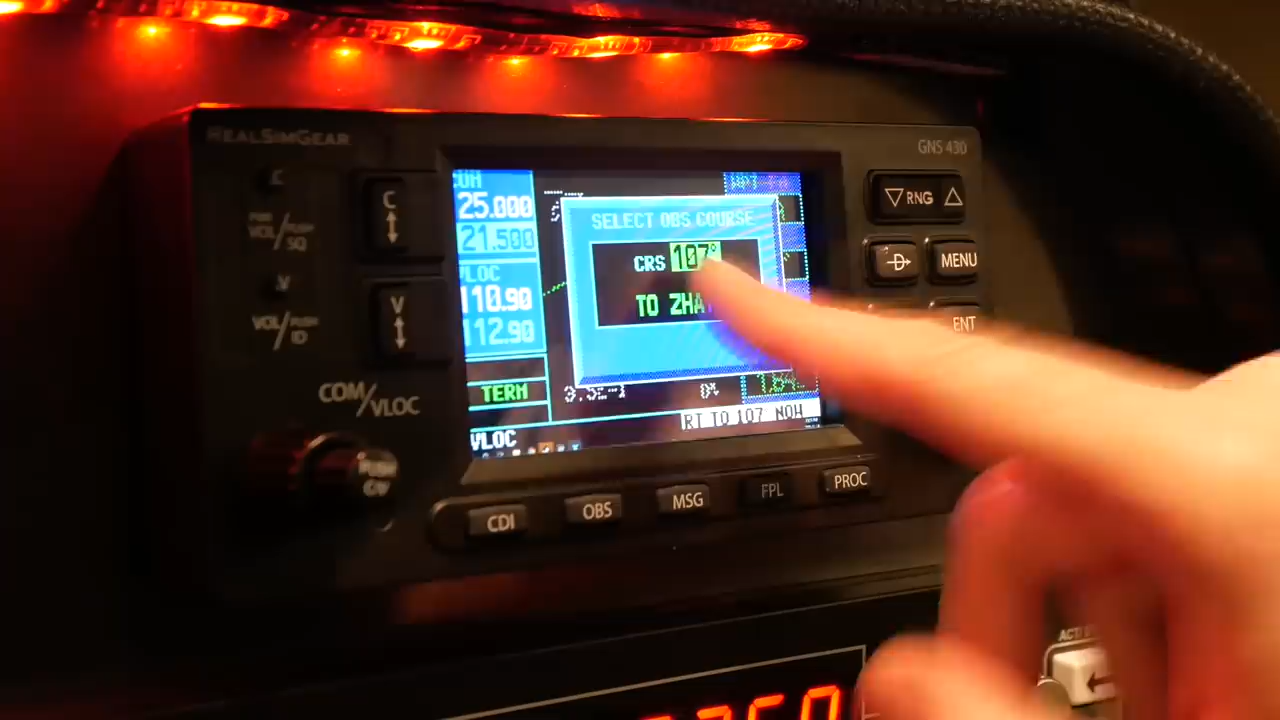 REALSIMGEAR
GNS 430
C
PWR
VOL/PUSH
SQ
C
V
VOL/PUSH
ID
V
COM/VLOC
PUSH
C/V
COM
25.000
21.500
VLOC
110.90
112.90
TERM
VLOC
SELECT OBS COURSE
CRS 107°
TO
RT TO 107 NOW
RNG
D
MENU
ENT
CDI
OBS
MSG
FPL
PROC